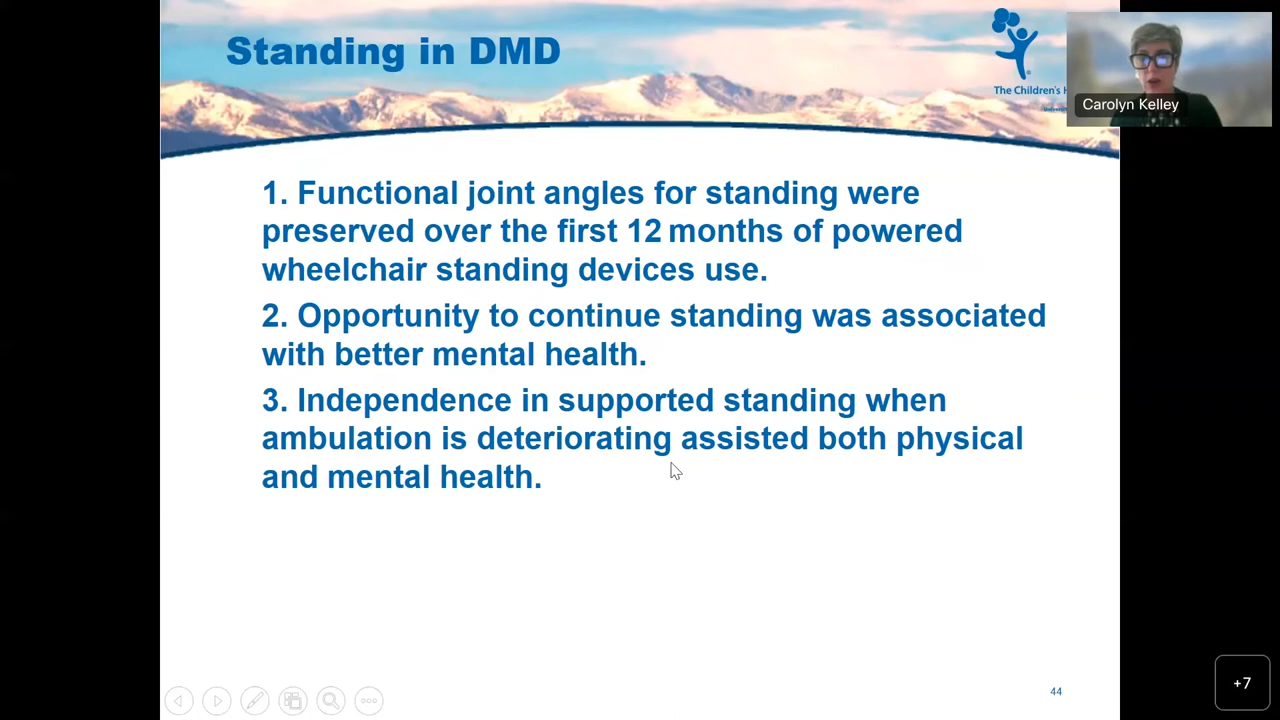 Standing in DMD
The Children's H
Carolyn Kelley
1. Functional joint angles for standing were
preserved over the first 12 months of powered
wheelchair standing devices use.
2. Opportunity to continue standing was associated
with better mental health.
3. Independence in supported standing when
ambulation is deteriorating assisted both physical
and mental health.
44
+7